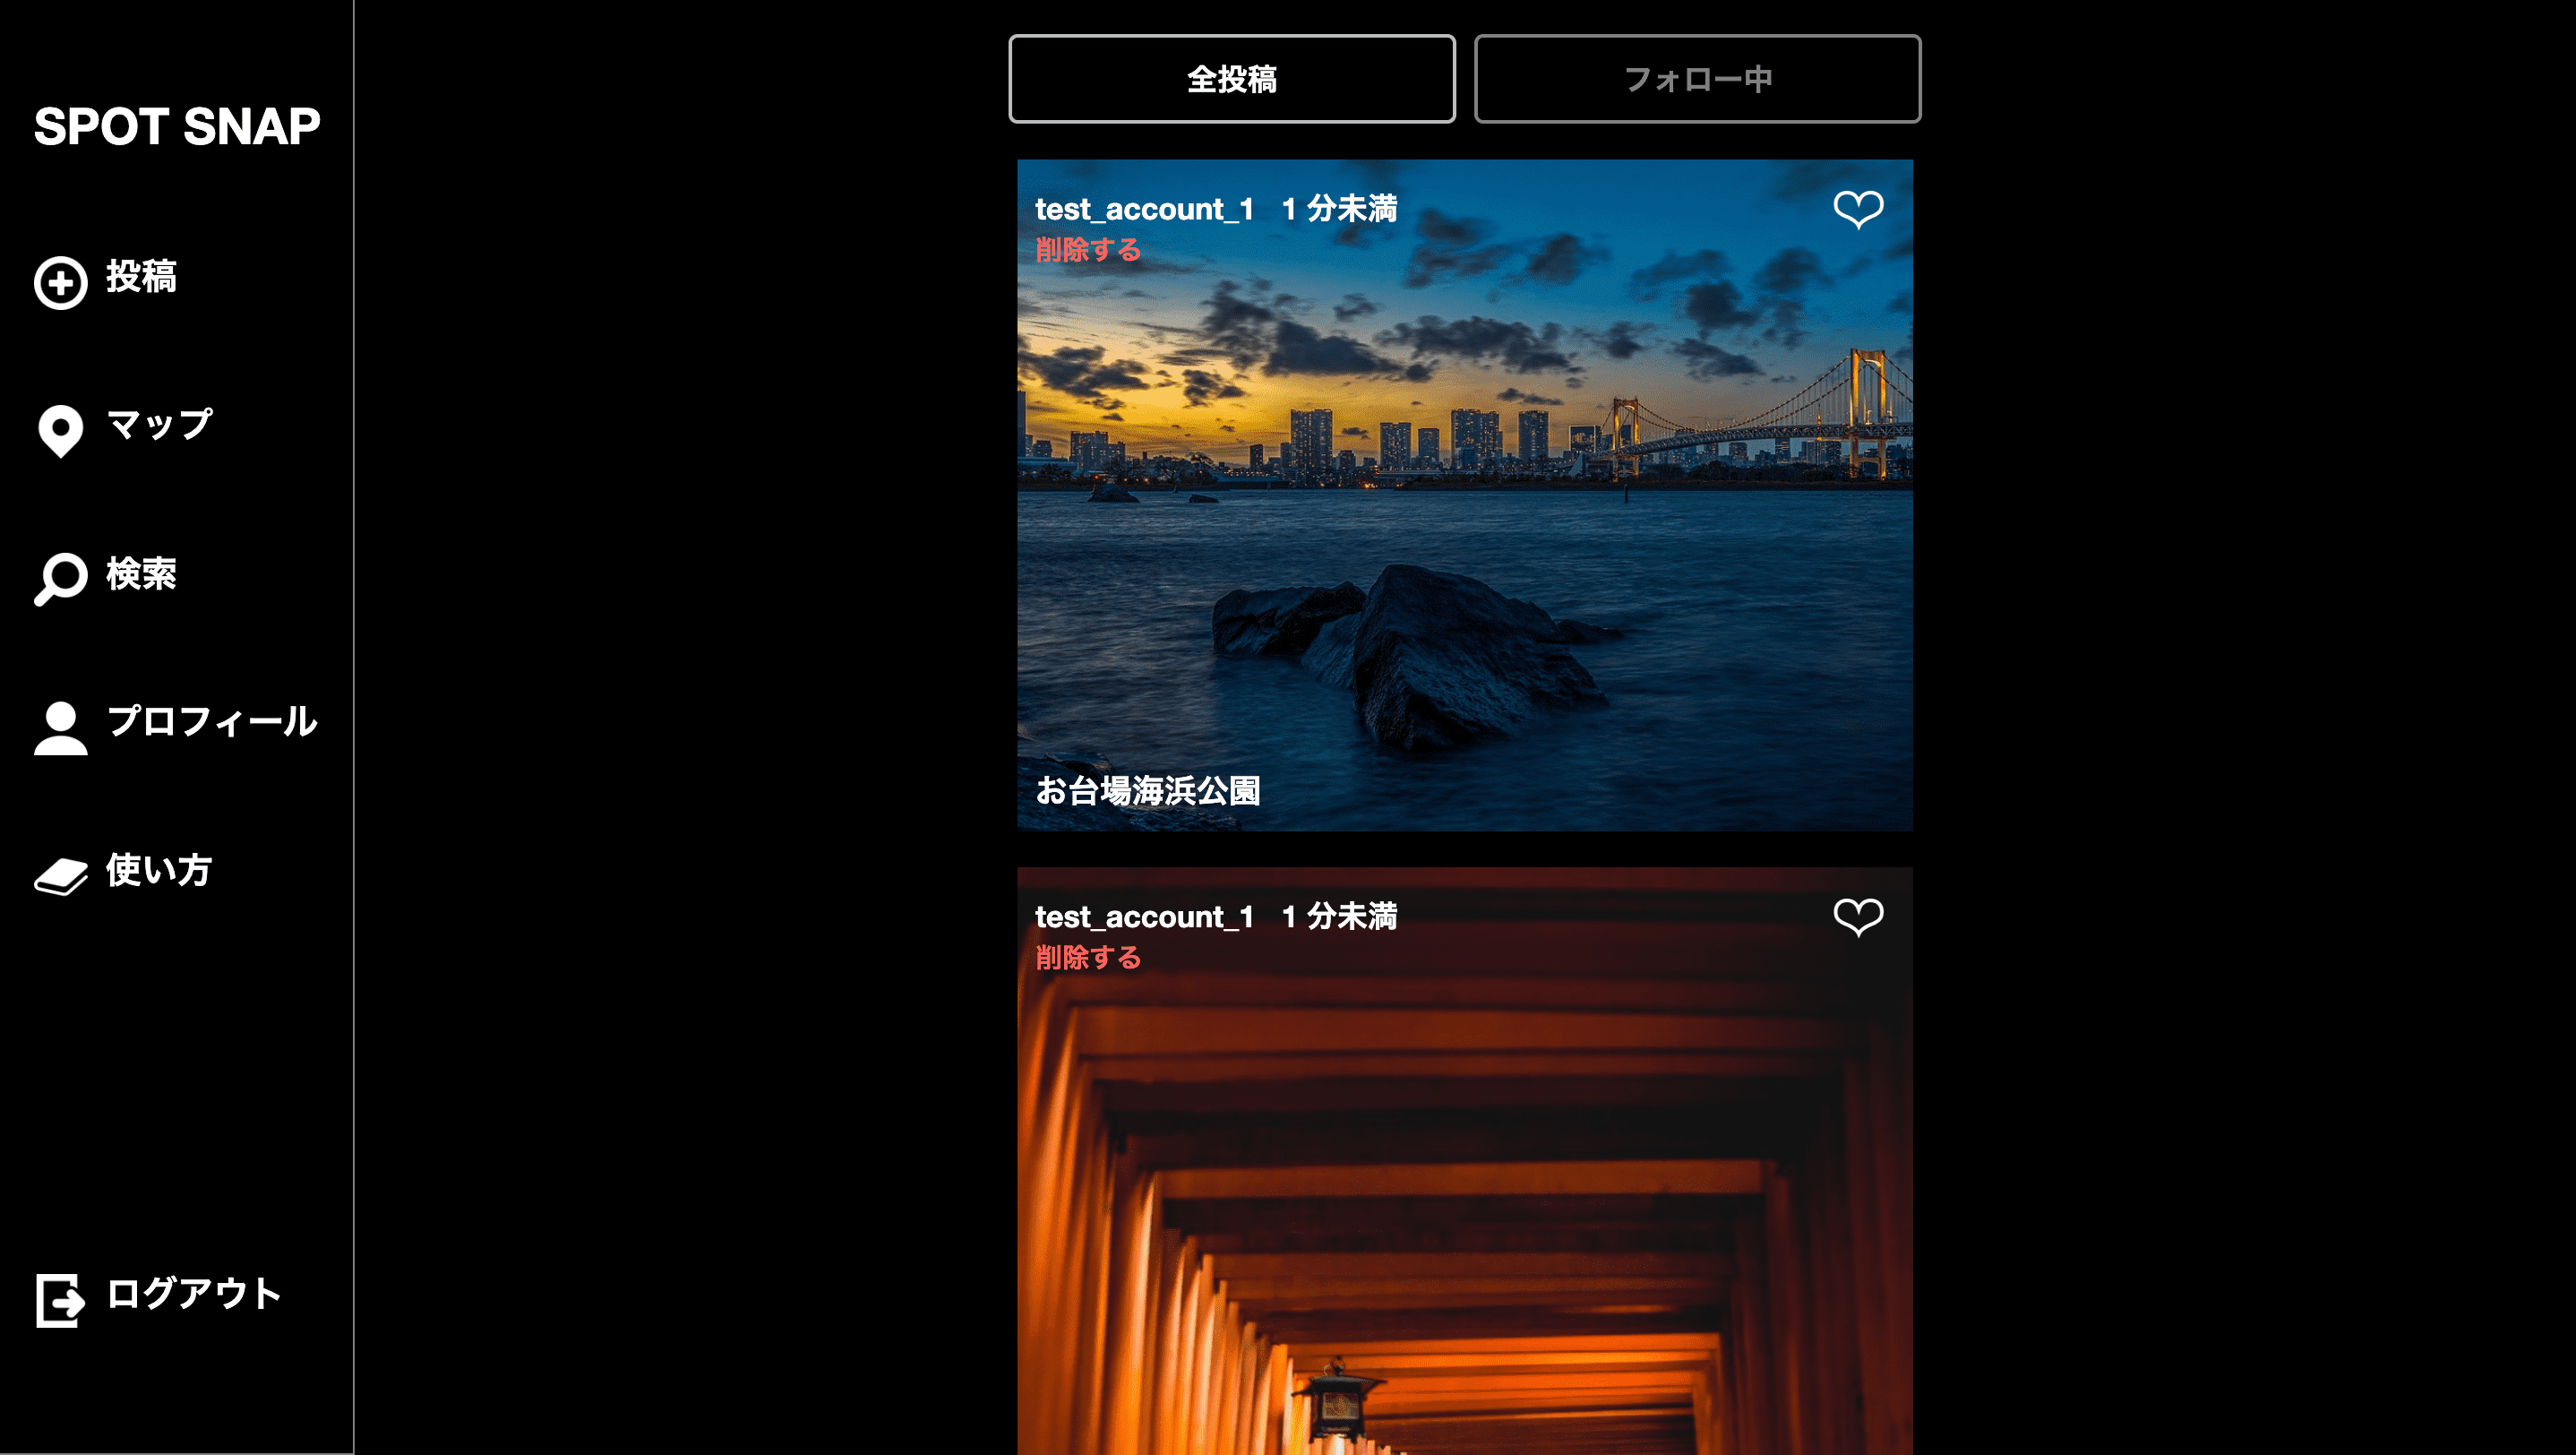 SPOT SNAP
投稿
マップ
検索
プロフィール
使い方
ログアウト
全投稿
フォロー中
test_account_1 1 分未満
削除する
お台場海浜公園
test_account_1 1 分未満
削除する